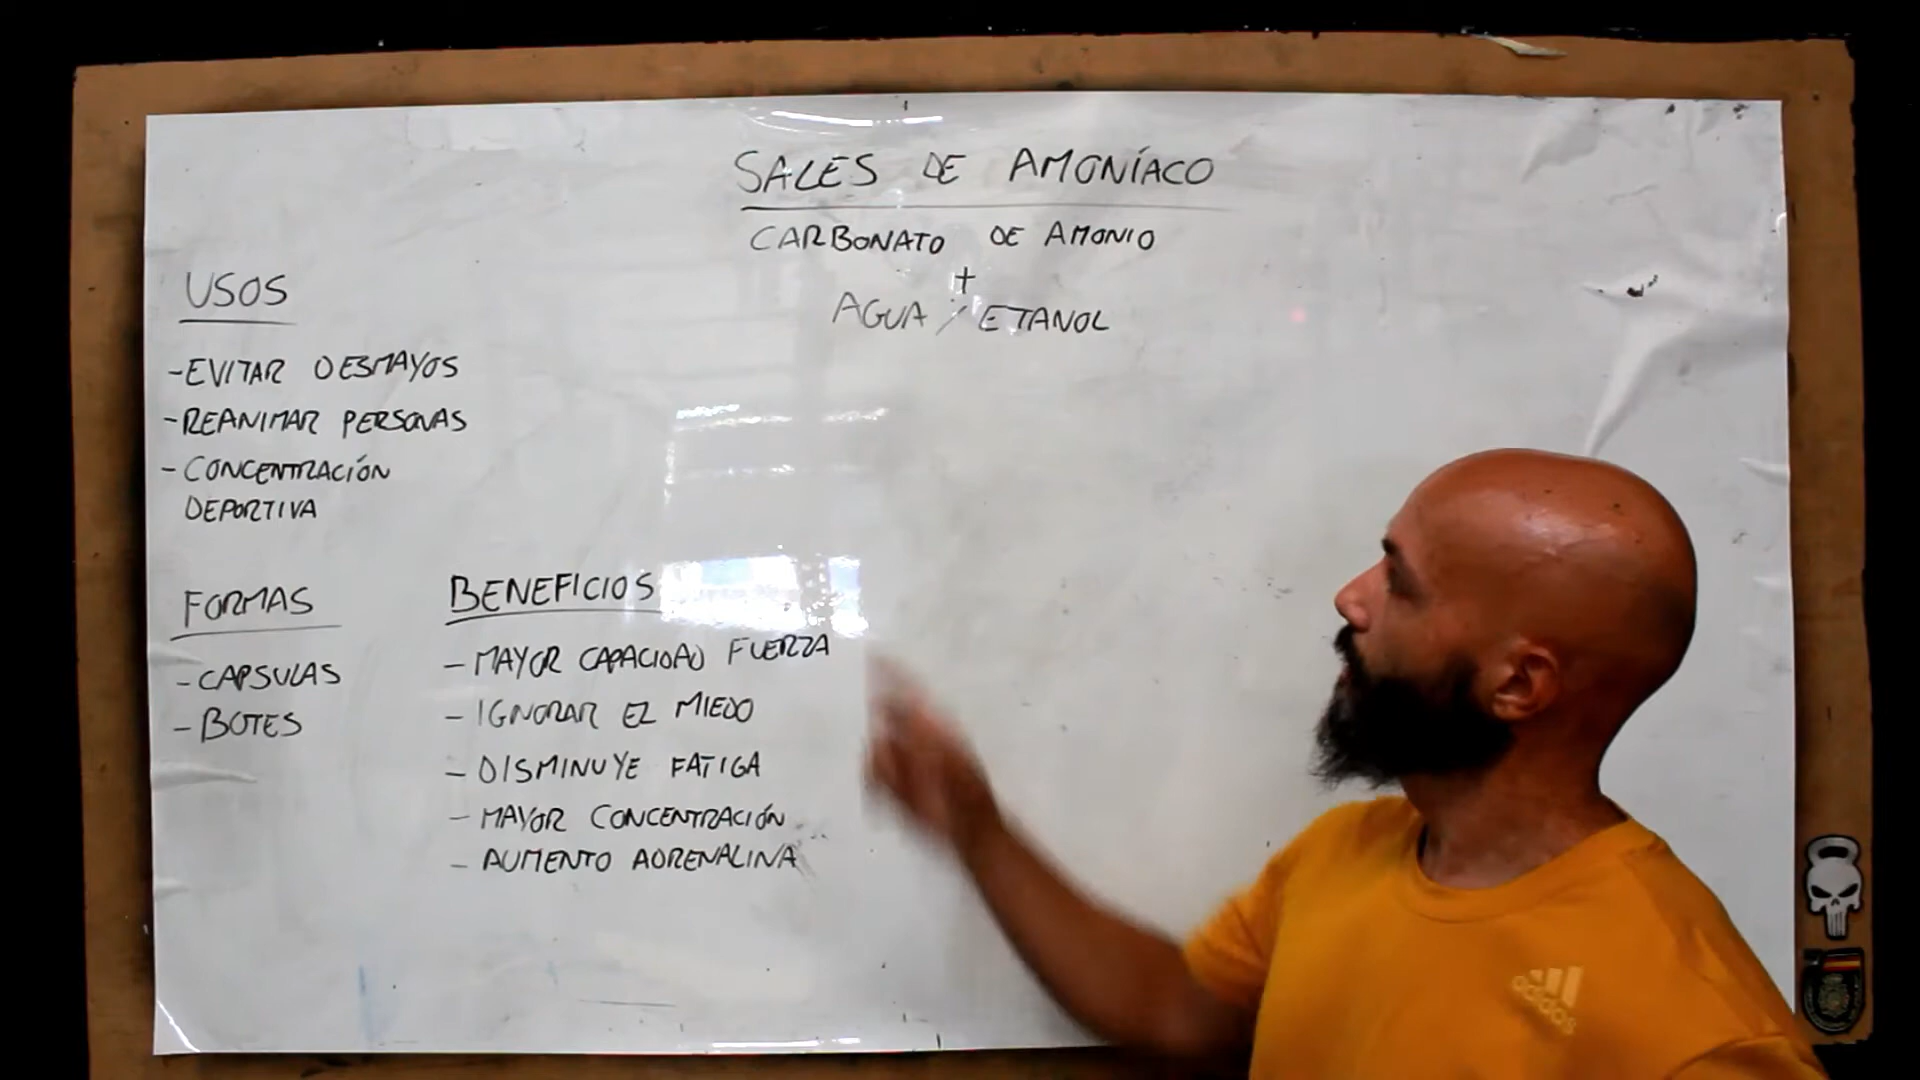 SALES DE AMONÍACO
CARBONATO DE AMONIO
+
AGUA / ETANOL
USOS
- EVITAR DESMAYOS
- REANIMAR PERSONAS
- CONCENTRACIÓN
DEPORTIVA
FORMAS
- CAPSULAS
- BOTES
BENEFICIOS
- MAYOR CAPACIDAD FUERZA
- IGNORAR EL MIEDO
- DISMINUYE FATIGA
- MAYOR CONCENTRACIÓN
- AUMENTO ADRENALINA
adidas